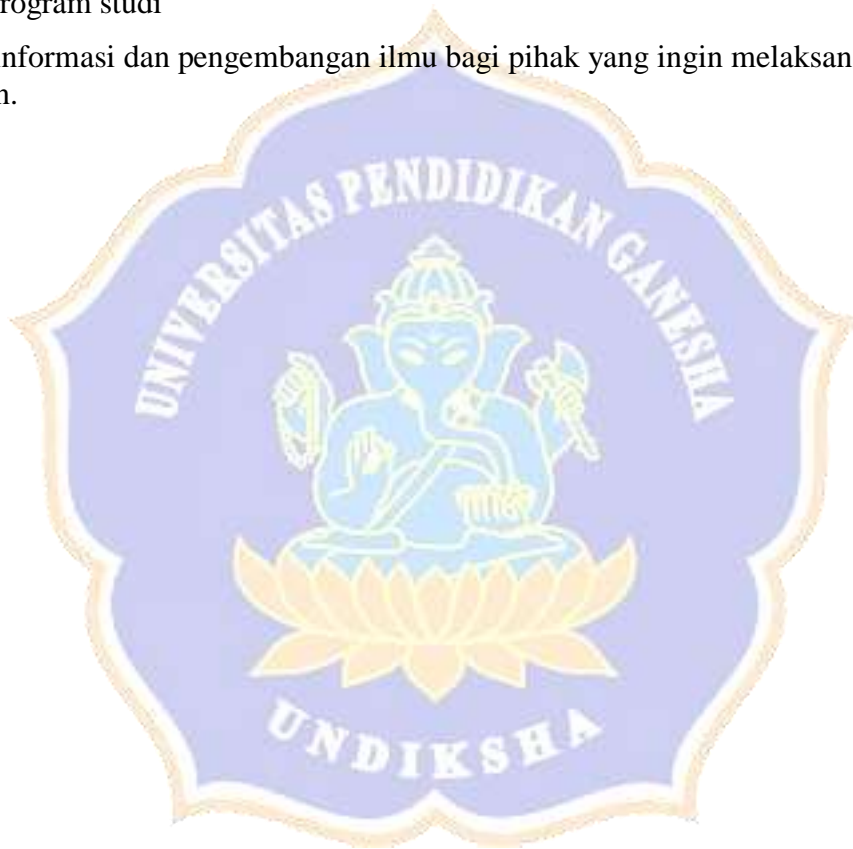 rogram studi
nformasi dan pengembangan ilmu bagi pihak yang ingin melaksan
n.
UNIVERSITAS PENDIDIKAN GANESHA
UNDIKSHA